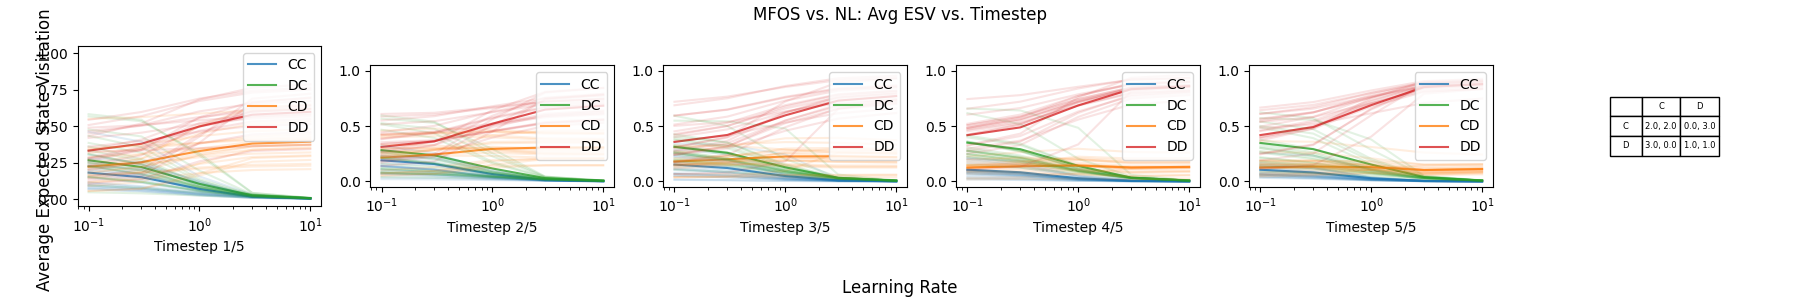 MFOS vs. NL: Avg ESV vs. Timestep
Average Expected State Visitation
00
75
50
25
00
10⁻¹ 10⁰ 10¹
Timestep 1/5
CC
DC
CD
DD
1.0
0.5
0.0
10⁻¹ 10⁰ 10¹
Timestep 2/5
CC
DC
CD
DD
1.0
0.5
0.0
10⁻¹ 10⁰ 10¹
Timestep 3/5
CC
DC
CD
DD
1.0
0.5
0.0
10⁻¹ 10⁰ 10¹
Timestep 4/5
CC
DC
CD
DD
1.0
0.5
0.0
10⁻¹ 10⁰ 10¹
Timestep 5/5
CC
DC
CD
DD
C D
C 2.0, 2.0 0.0, 3.0
D 3.0, 0.0 1.0, 1.0
Learning Rate